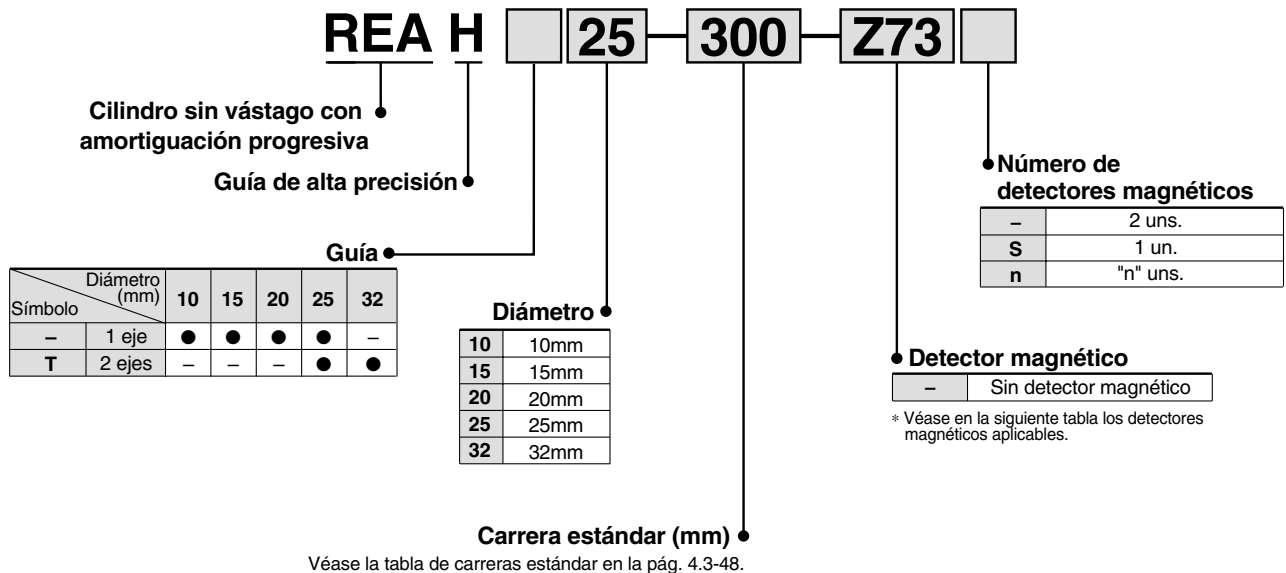 REA H 25 300 Z73
Cilindro sin vástago con
amortiguación progresiva
Guía de alta precisión
Guía
Diámetro
(mm)
Símbolo
10 15 20 25 32
– 1 eje ● ● ● ● –
T 2 ejes – – – ● ●
Diámetro
10 10mm
15 15mm
20 20mm
25 25mm
32 32mm
Carrera estándar (mm)
Véase la tabla de carreras estándar en la pág. 4.3-48.
Número de
detectores magnéticos
– 2 uns.
S 1 un.
n "n" uns.
Detector magnético
– Sin detector magnético
* Véase en la siguiente tabla los detectores
magnéticos aplicables.